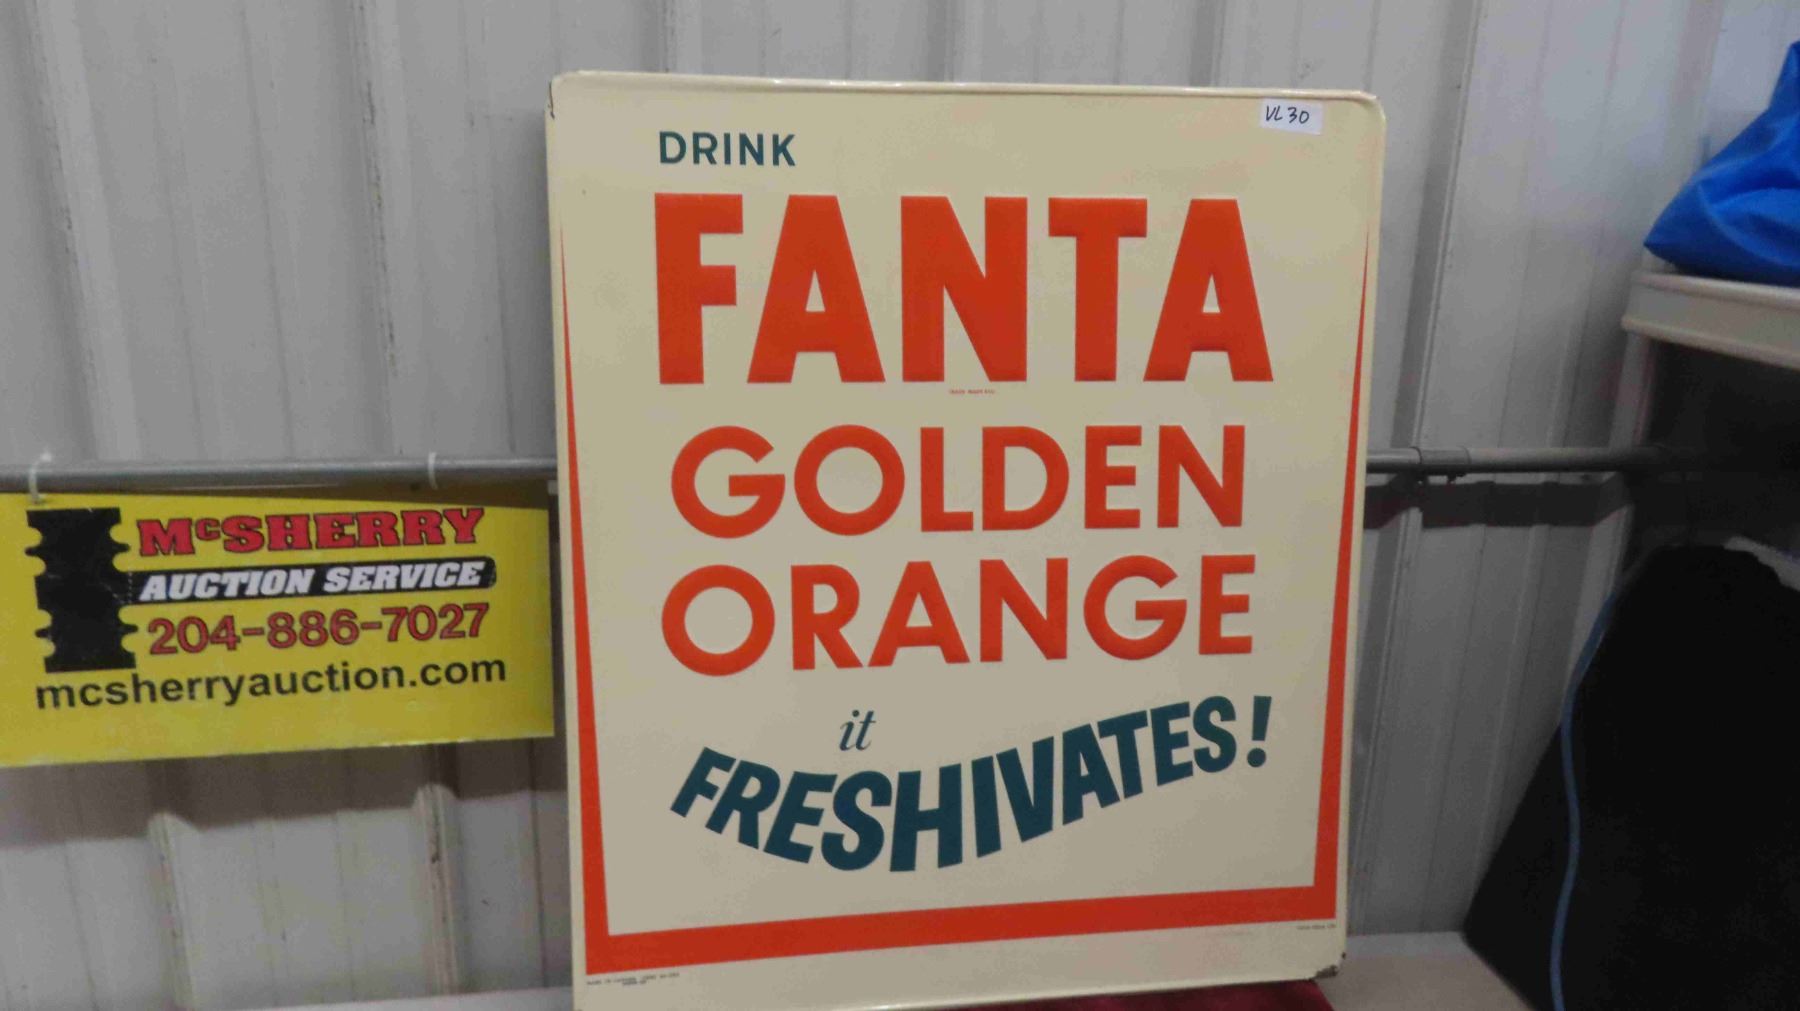 VL30
DRINK
FANTA
GOLDEN
ORANGE
it
FRESHIVATES!
McSHERRY
AUCTION SERVICE
204-886-7027
mcsherryauction.com